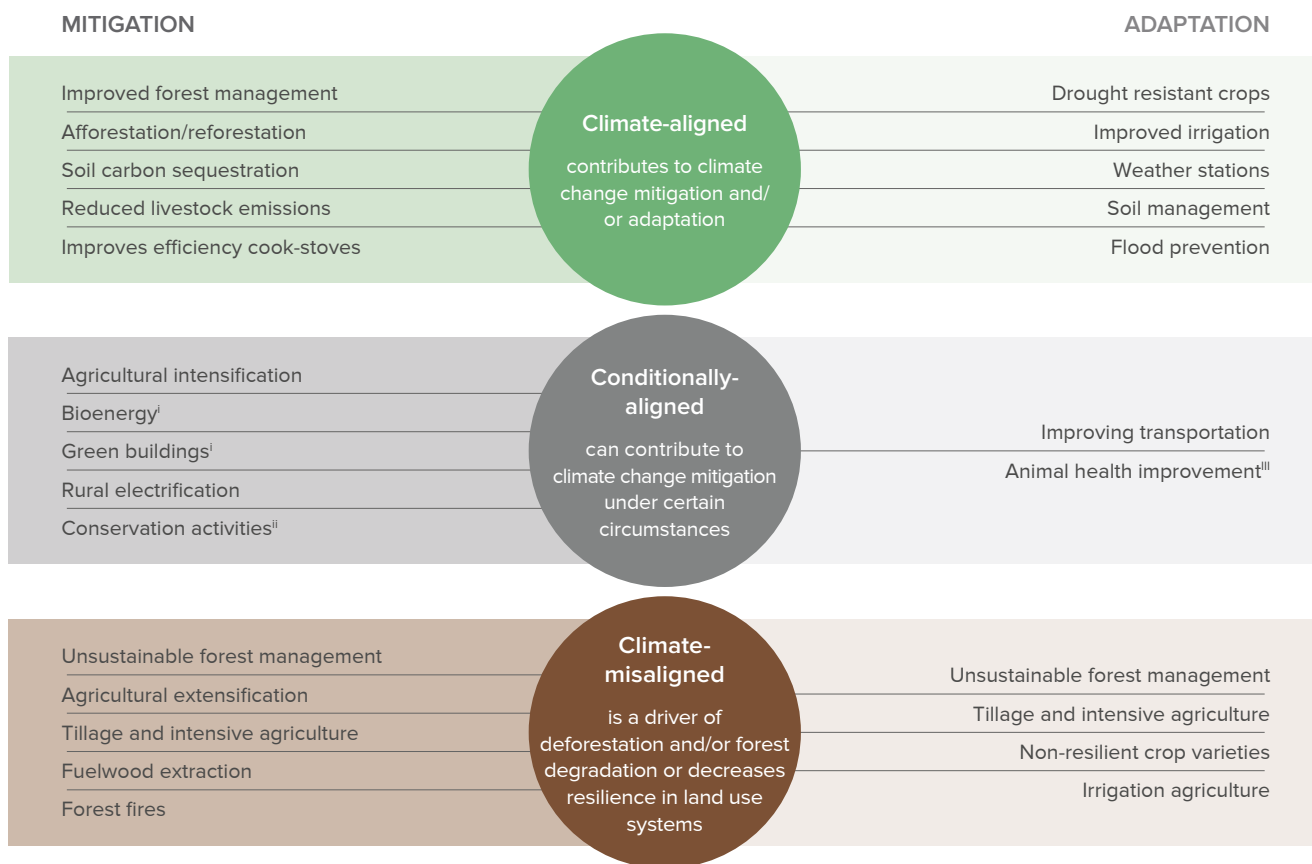 MITIGATION
ADAPTATION
Improved forest management
Afforestation/reforestation
Soil carbon sequestration
Reduced livestock emissions
Improves efficiency cook-stoves
Climate-aligned
contributes to climate
change mitigation and/
or adaptation
Drought resistant crops
Improved irrigation
Weather stations
Soil management
Flood prevention
Agricultural intensification
Bioenergyⁱ
Green buildingsⁱ
Rural electrification
Conservation activitiesⁱⁱ
Conditionally-
aligned
can contribute to
climate change mitigation
under certain
circumstances
Improving transportation
Animal health improvementᴵᴵᴵ
Unsustainable forest management
Agricultural extensification
Tillage and intensive agriculture
Fuelwood extraction
Forest fires
Climate-
misaligned
is a driver of
deforestation and/or forest
degradation or decreases
resilience in land use
systems
Unsustainable forest management
Tillage and intensive agriculture
Non-resilient crop varieties
Irrigation agriculture